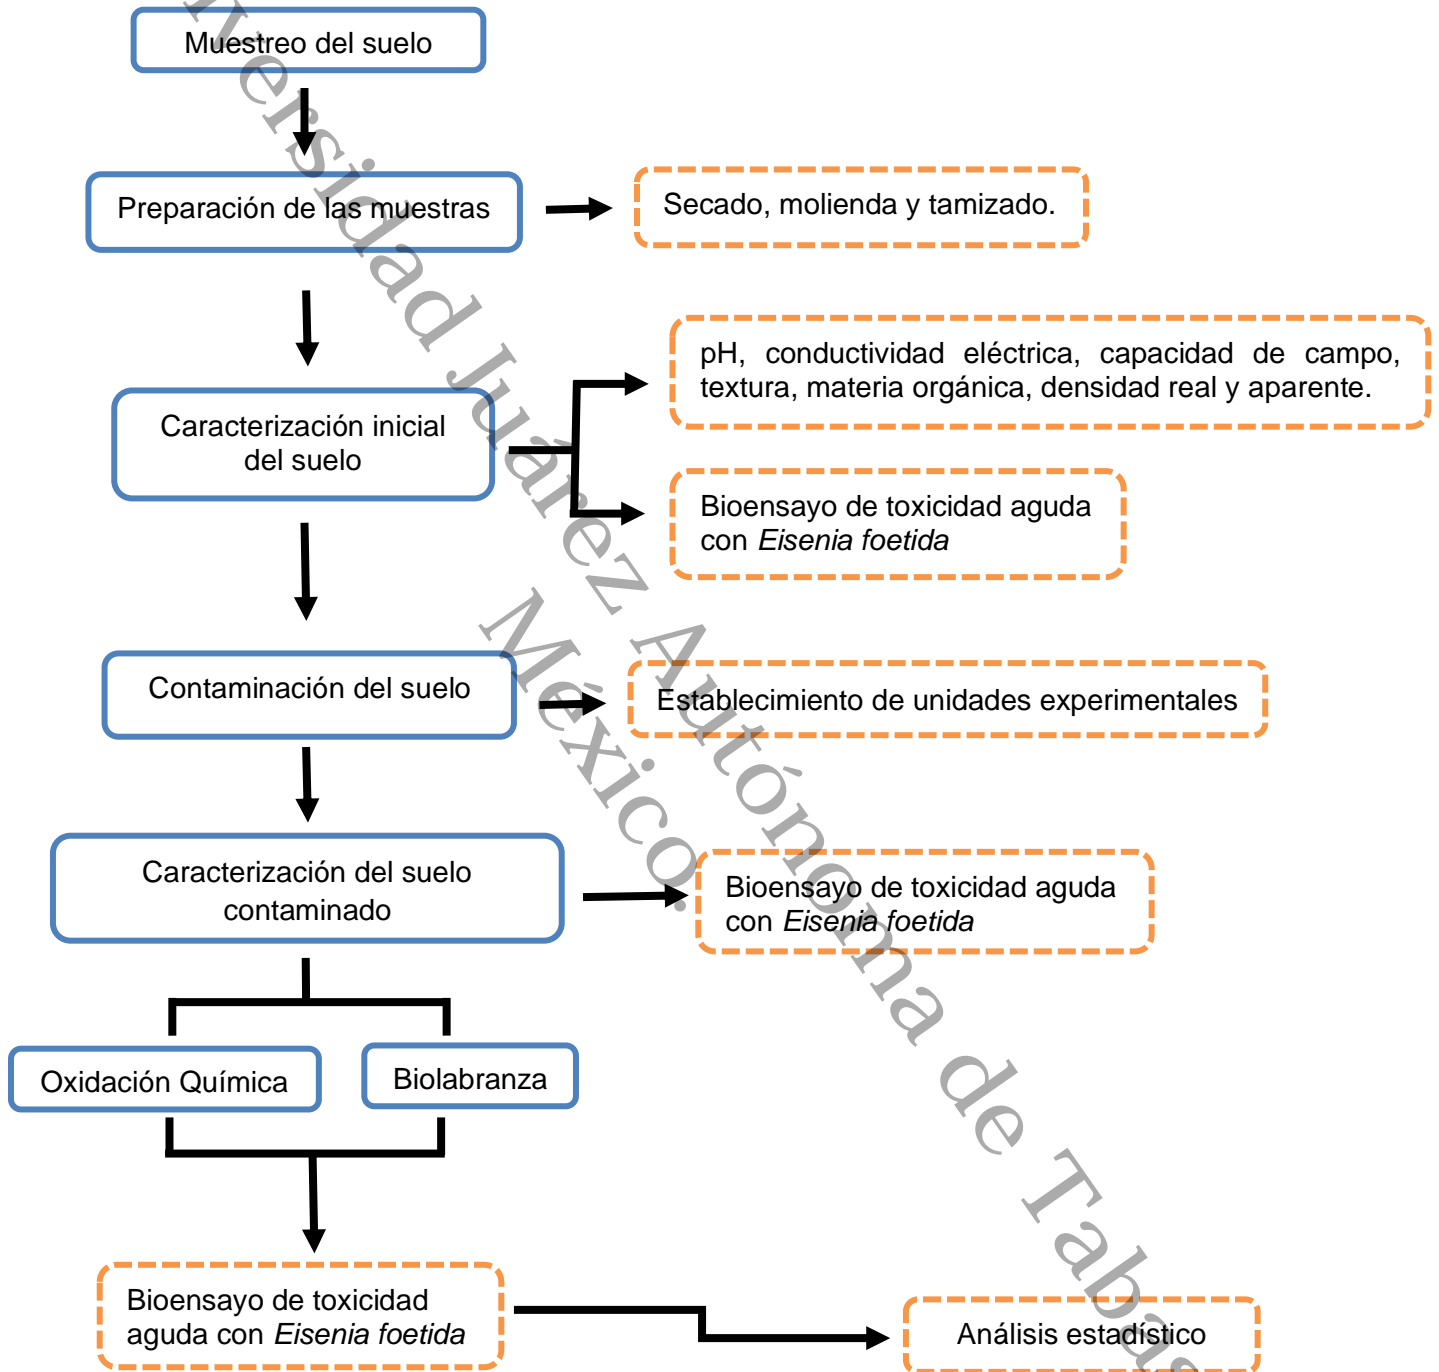 Muestreo del suelo
Preparación de las muestras
Secado, molienda y tamizado.
Caracterización inicial
del suelo
pH, conductividad eléctrica, capacidad de campo,
textura, materia orgánica, densidad real y aparente.
Bioensayo de toxicidad aguda
con Eisenia foetida
Contaminación del suelo
Establecimiento de unidades experimentales
Caracterización del suelo
contaminado
Bioensayo de toxicidad aguda
con Eisenia foetida
Oxidación Química
Biolabranza
Bioensayo de toxicidad
aguda con Eisenia foetida
Análisis estadístico
Juárez Autónoma de
México.